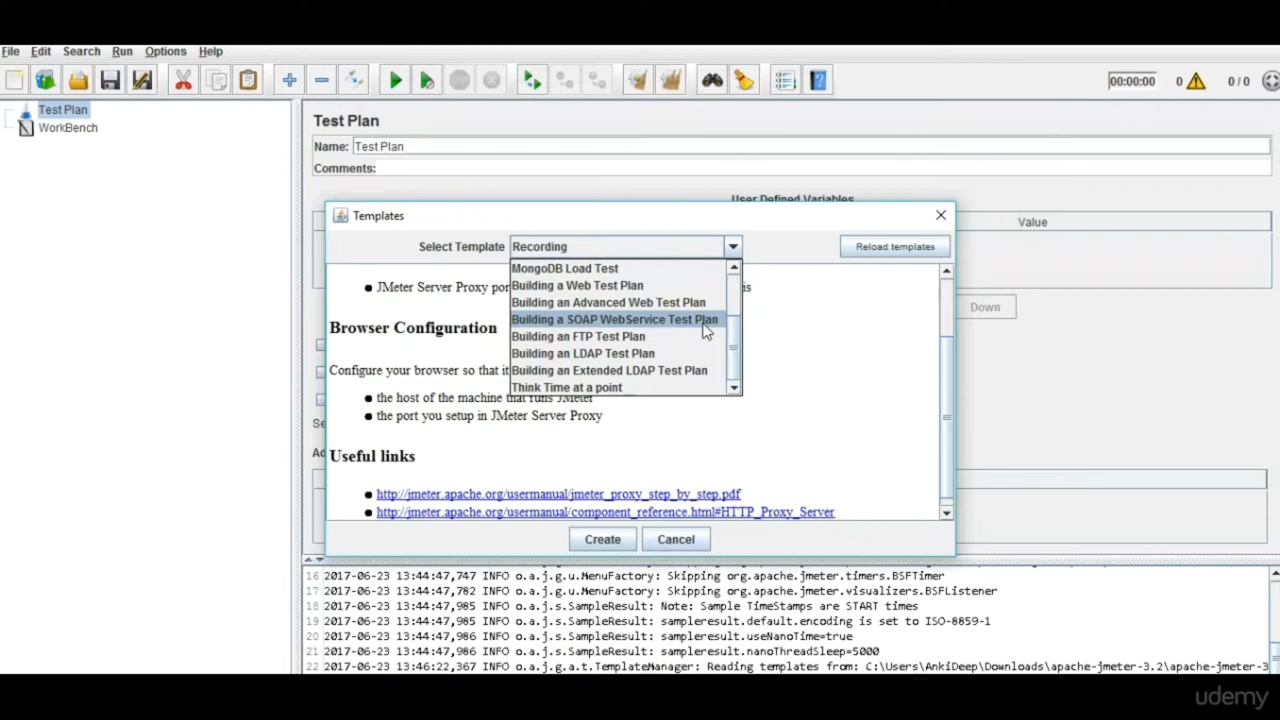 File Edit Search Run Options Help
00:00:00 0 0 / 0
Test Plan
WorkBench
Test Plan
Name: Test Plan
Comments:
User Defined Variables
Value
Templates
Select Template Recording Reload templates
MongoDB Load Test
Building a Web Test Plan
Building an Advanced Web Test Plan
Building a SOAP WebService Test Plan
Building an FTP Test Plan
Building an LDAP Test Plan
Building an Extended LDAP Test Plan
Think Time at a point
JMeter Server Proxy por is
Down
Browser Configuration
Configure your browser so that it
the host of the machine that runs JMeter
the port you setup in JMeter Server Proxy
Se
Useful links
Ad
http://jmeter.apache.org/usermanual/jmeter_proxy_step_by_step.pdf
http://jmeter.apache.org/usermanual/component_reference.html#HTTP_Proxy_Server
Create Cancel
16 2017-06-23 13:44:47,747 INFO o.a.j.g.u.MenuFactory: Skipping org.apache.jmeter.timers.BSFTimer
17 2017-06-23 13:44:47,782 INFO o.a.j.g.u.MenuFactory: Skipping org.apache.jmeter.visualizers.BSFListener
18 2017-06-23 13:44:47,985 INFO o.a.j.s.SampleResult: Note: Sample TimeStamps are START times
19 2017-06-23 13:44:47,985 INFO o.a.j.s.SampleResult: sampleresult.default.encoding is set to ISO-8859-1
20 2017-06-23 13:44:47,986 INFO o.a.j.s.SampleResult: sampleresult.useNanoTime=true
21 2017-06-23 13:44:47,986 INFO o.a.j.s.SampleResult: sampleresult.nanoThreadSleep=5000
22 2017-06-23 13:46:22,367 INFO o.a.j.g.a.t.TemplateManager: Reading templates from: C:\Users\AnkiDeep\Downloads\apache-jmeter-3.2\apache-jmeter-3
udemy